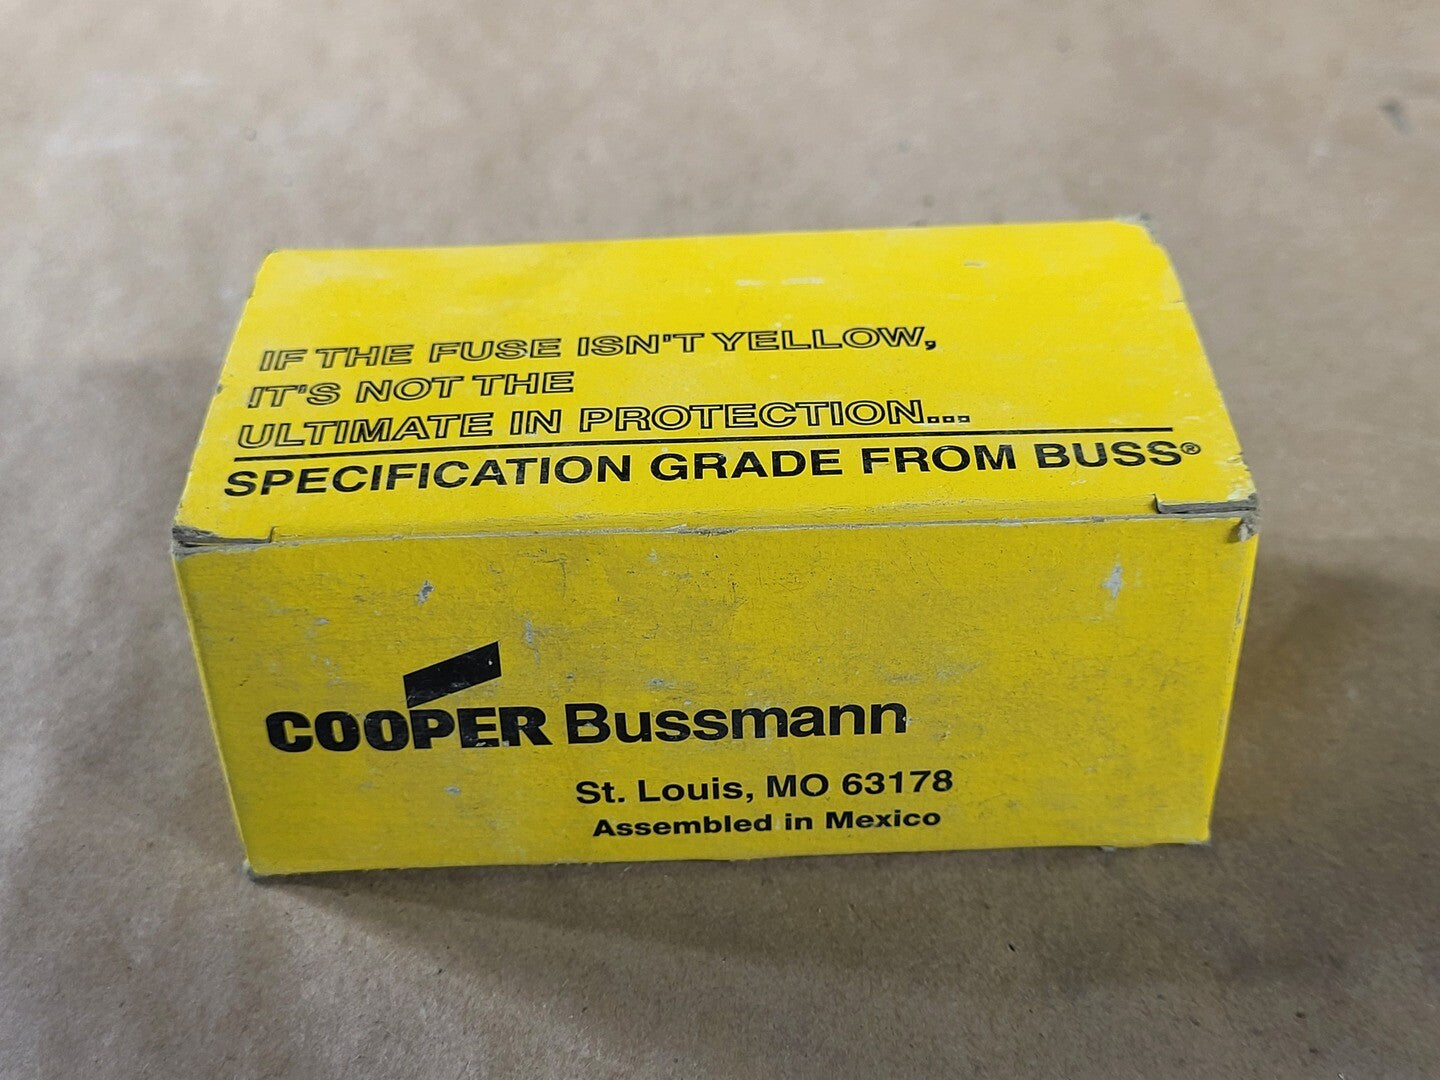 IF THE FUSE ISN'T YELLOW,
IT'S NOT THE
ULTIMATE IN PROTECTION...
SPECIFICATION GRADE FROM BUSS®
COOPER Bussmann
St. Louis, MO 63178
Assembled in Mexico